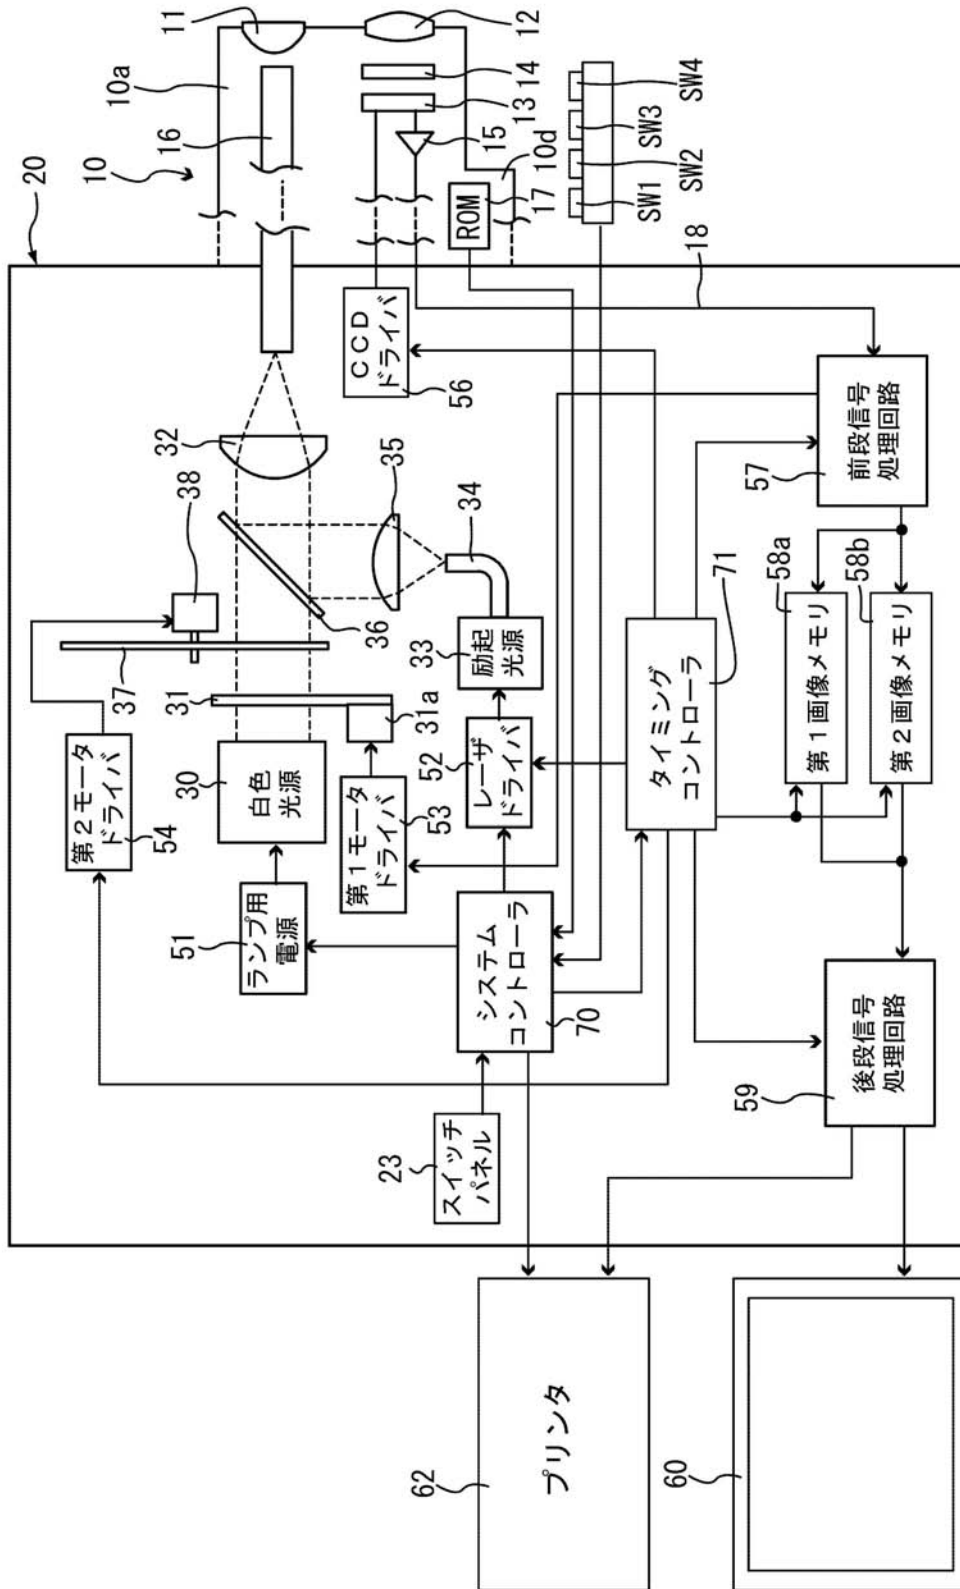 20
10
10a
11
16
12
14
13
15
10d
17
ROM
SW1
SW2
SW3
SW4
18
32
38
37
36
35
34
31
31a
30
白色
光源
第２モータ
ドライバ
54
33
励起
光源
52
レーザ
ドライバ
第１モータ
ドライバ
53
51
ランプ用
電源
ＣＣＤ
ドライバ
56
システム
コントローラ
70
タイミング
コントローラ
71
57
前段信号
処理回路
58a
第１画像メモリ
58b
第２画像メモリ
59
後段信号
処理回路
23
スイッチ
パネル
62
プリンタ
60